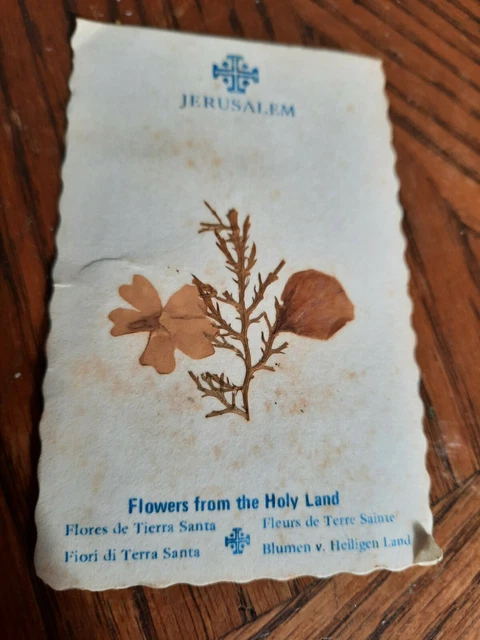 JERUSALEM
Flowers from the Holy Land
Flores de Tierra Santa
Fleurs de Terre Sainte
Fiori di Terra Santa
Blumen v. Heiligen Land